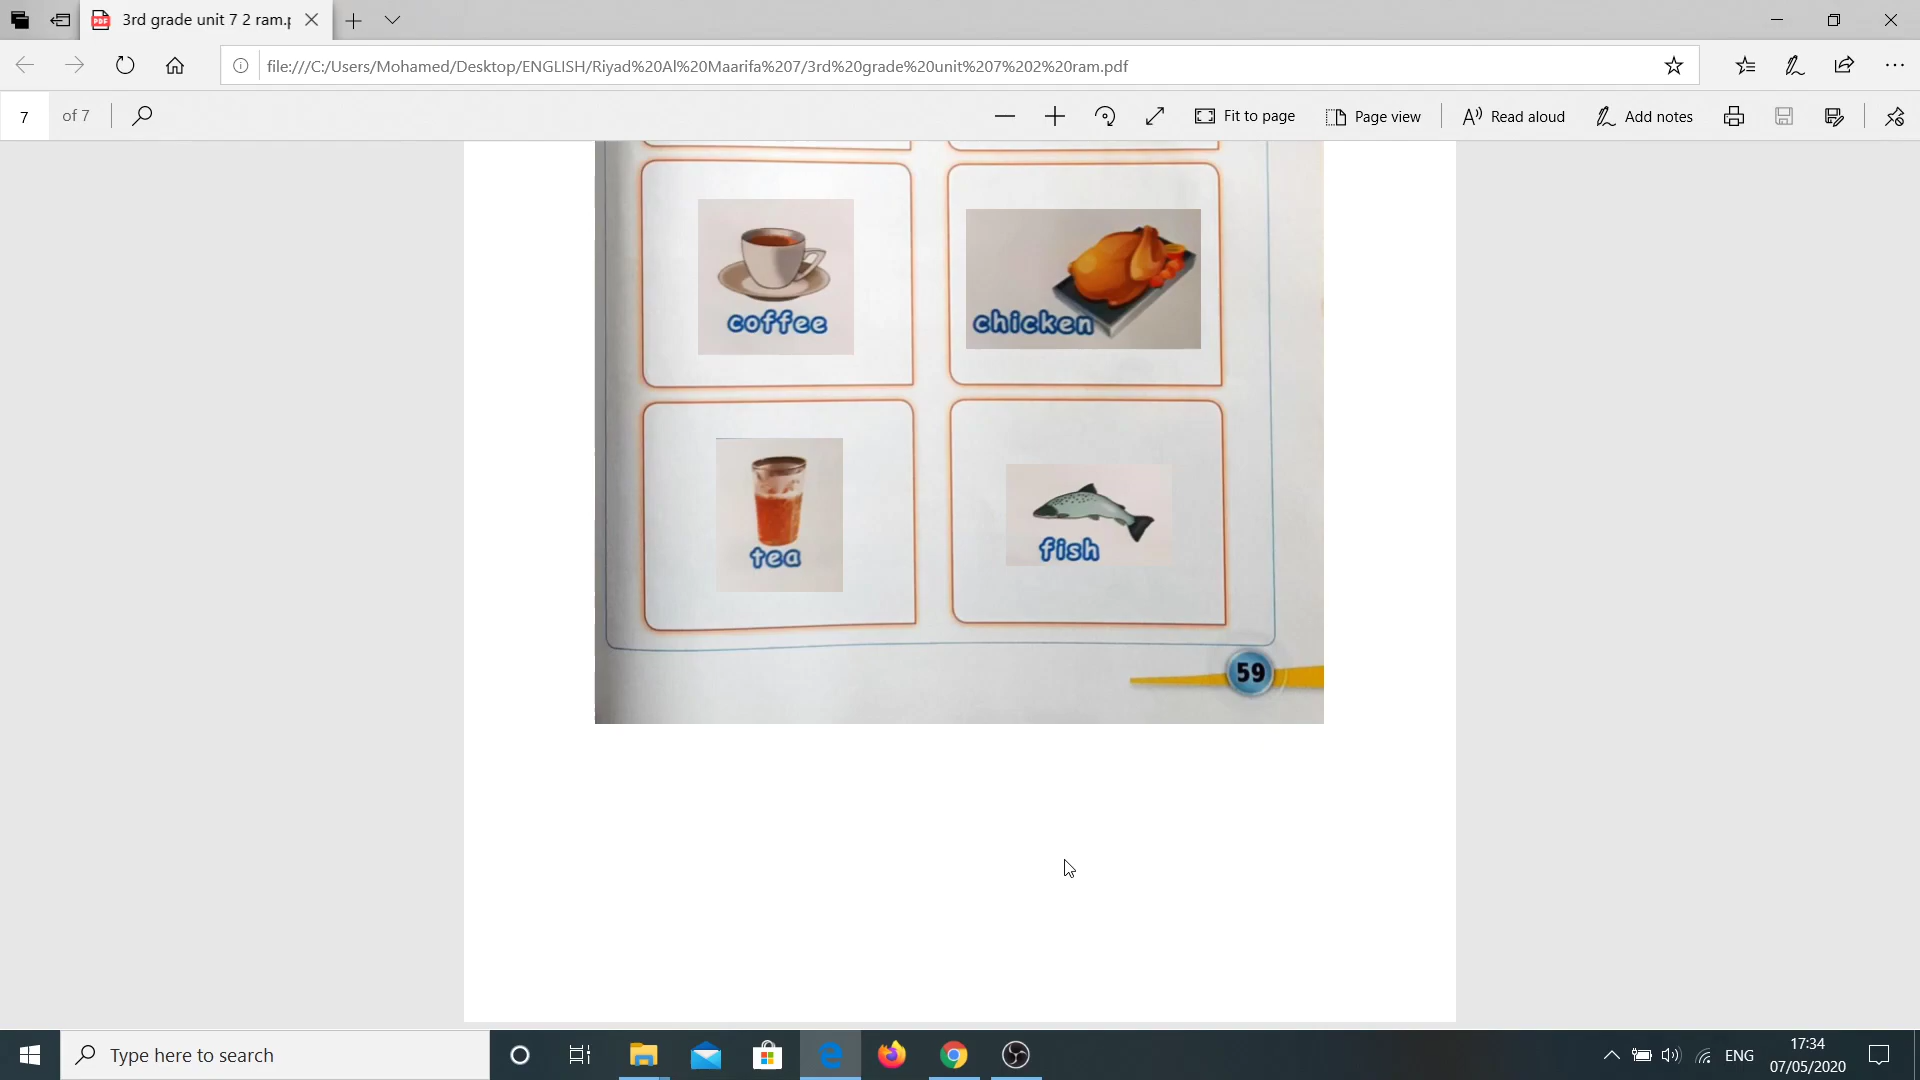 3rd grade unit 7 2 ram.p
file:///C:/Users/Mohamed/Desktop/ENGLISH/Riyad%20Al%20Maarifa%207/3rd%20grade%20unit%207%202%20ram.pdf
7 of 7
Fit to page
Page view
Read aloud
Add notes
coffee
chicken
tea
fish
59
Type here to search
ENG
17:34
07/05/2020